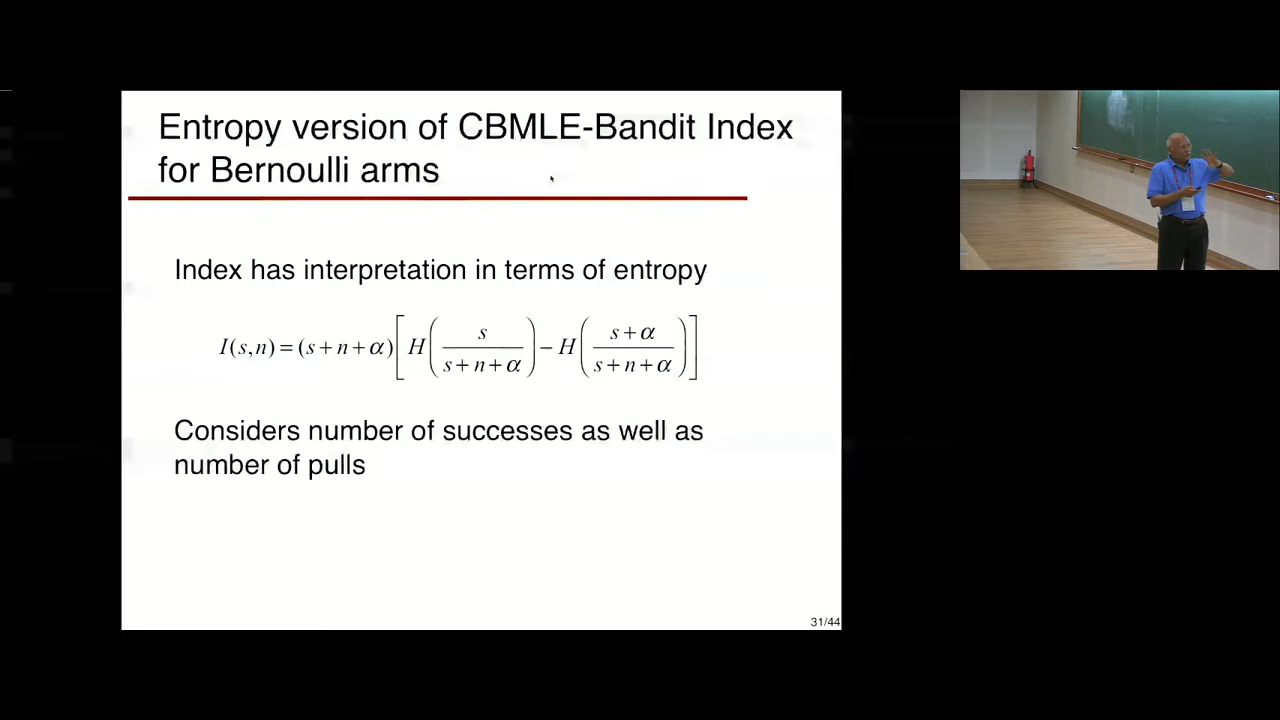 Entropy version of CBMLE-Bandit Index
for Bernoulli arms
Index has interpretation in terms of entropy
I(s,n) = (s+n+α)[H(s/(s+n+α)) − H((s+α)/(s+n+α))]
Considers number of successes as well as
number of pulls
31/44